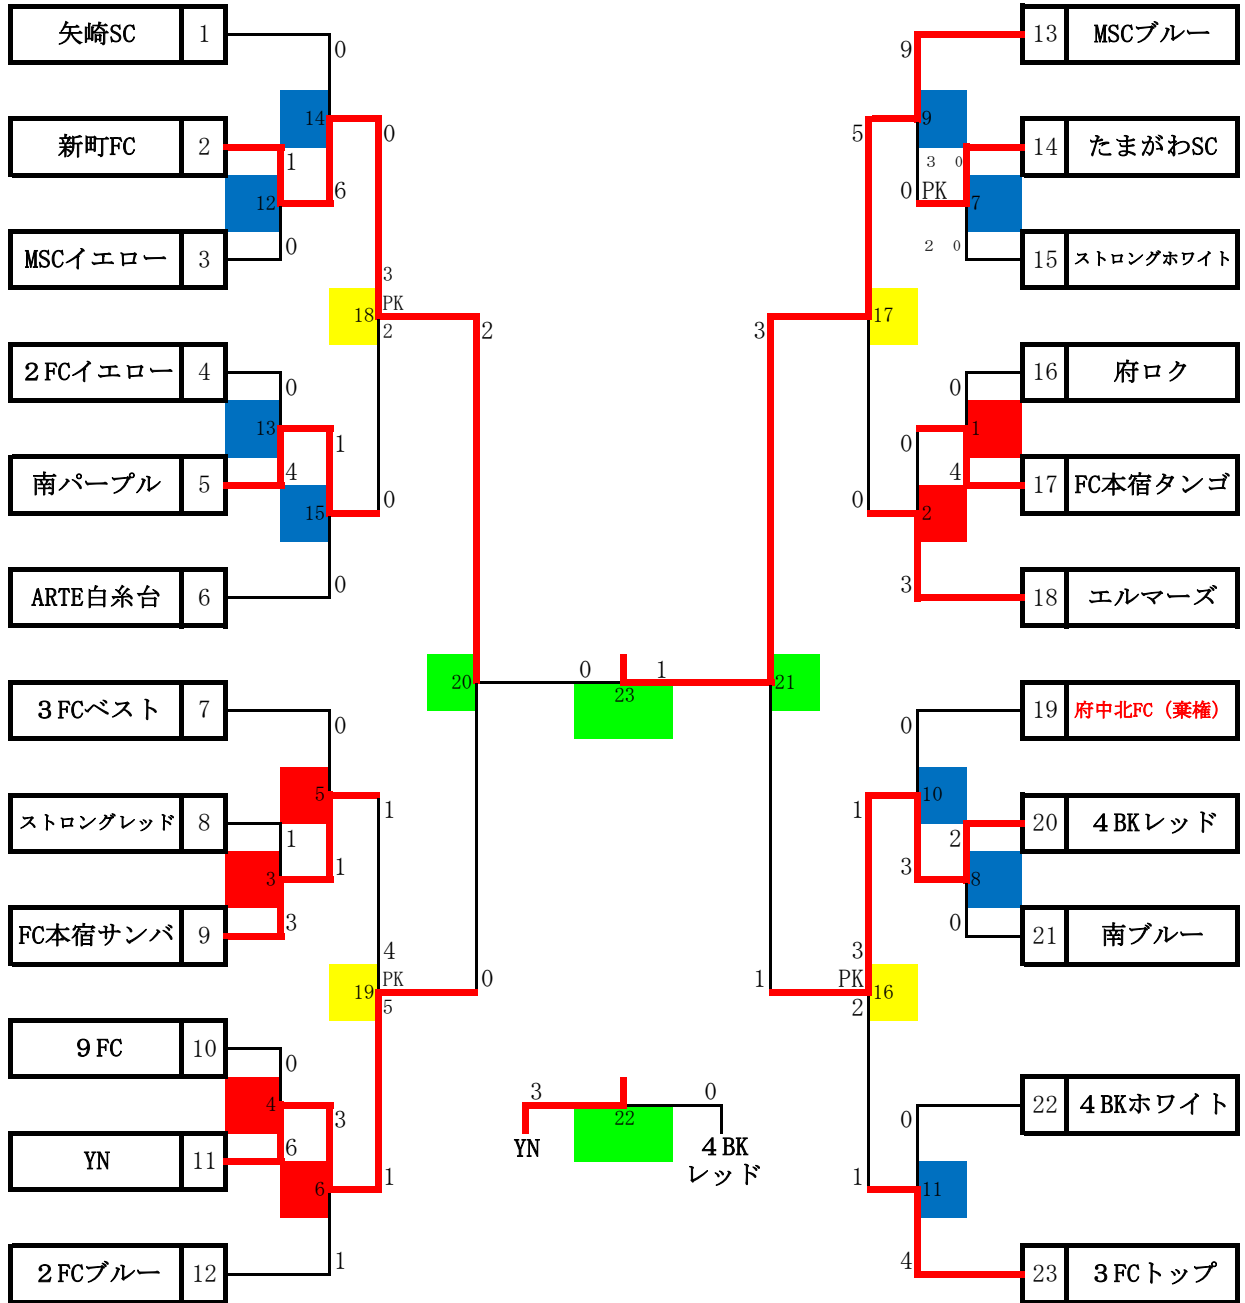 矢崎SC 1
0
14
新町FC 2
1
0
6
12
MSCイエロー 3
0
3
PK
18
2
2
2FCイエロー 4
0
13
1
南パープル 5
4
0
15
ARTE白糸台 6
0
20
3FCベスト 7
0
5
1
ストロングレッド 8
1
3
1
FC本宿サンバ 9
3
4
PK
19
5
0
9FC 10
0
4
3
YN 11
6
1
6
2FCブルー 12
1
0
1
23
3
0
22
YN
4BK
レッド
13 MSCブルー
9
9
5
14 たまがわSC
3 0
0 PK
7
2 0
15 ストロングホワイト
3
17
16 府ロク
0
1
0
4
17 FC本宿タンゴ
0
2
3
18 エルマーズ
21
19 府中北FC（棄権）
0
10
1
20 4BKレッド
2
3
8
21 南ブルー
0
3
1
PK
16
2
22 4BKホワイト
0
1
11
23 3FCトップ
4